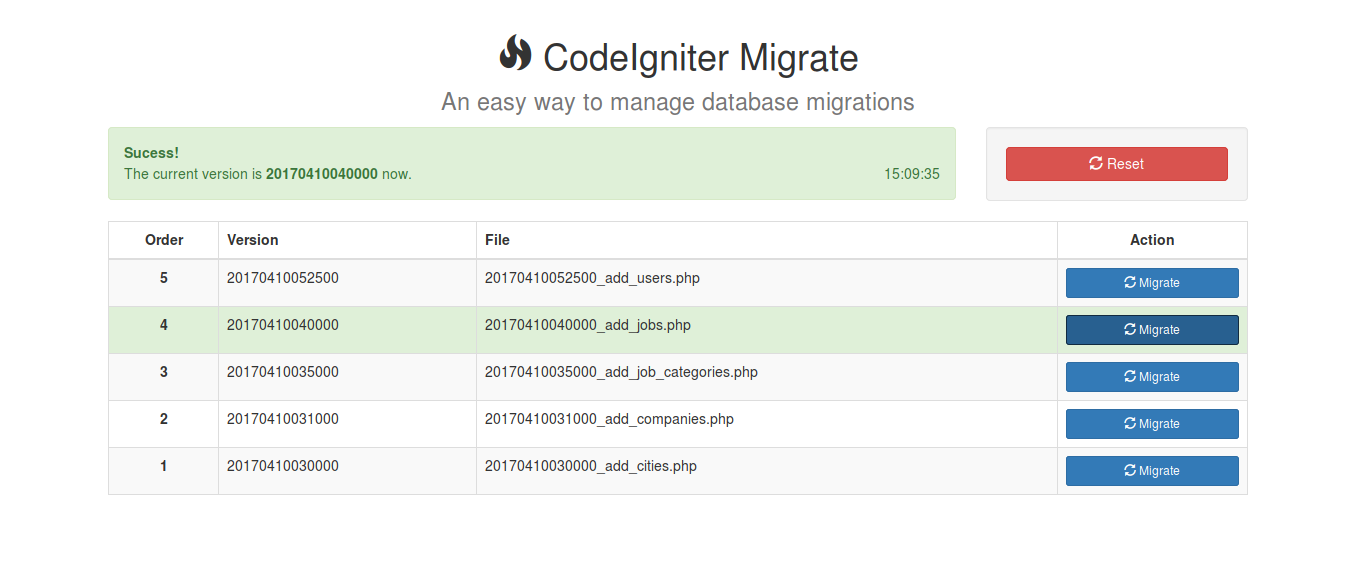 CodeIgniter Migrate
An easy way to manage database migrations
Sucess!
The current version is 20170410040000 now. 15:09:35
Reset
Order Version File Action
5 20170410052500 20170410052500_add_users.php Migrate
4 20170410040000 20170410040000_add_jobs.php Migrate
3 20170410035000 20170410035000_add_job_categories.php Migrate
2 20170410031000 20170410031000_add_companies.php Migrate
1 20170410030000 20170410030000_add_cities.php Migrate